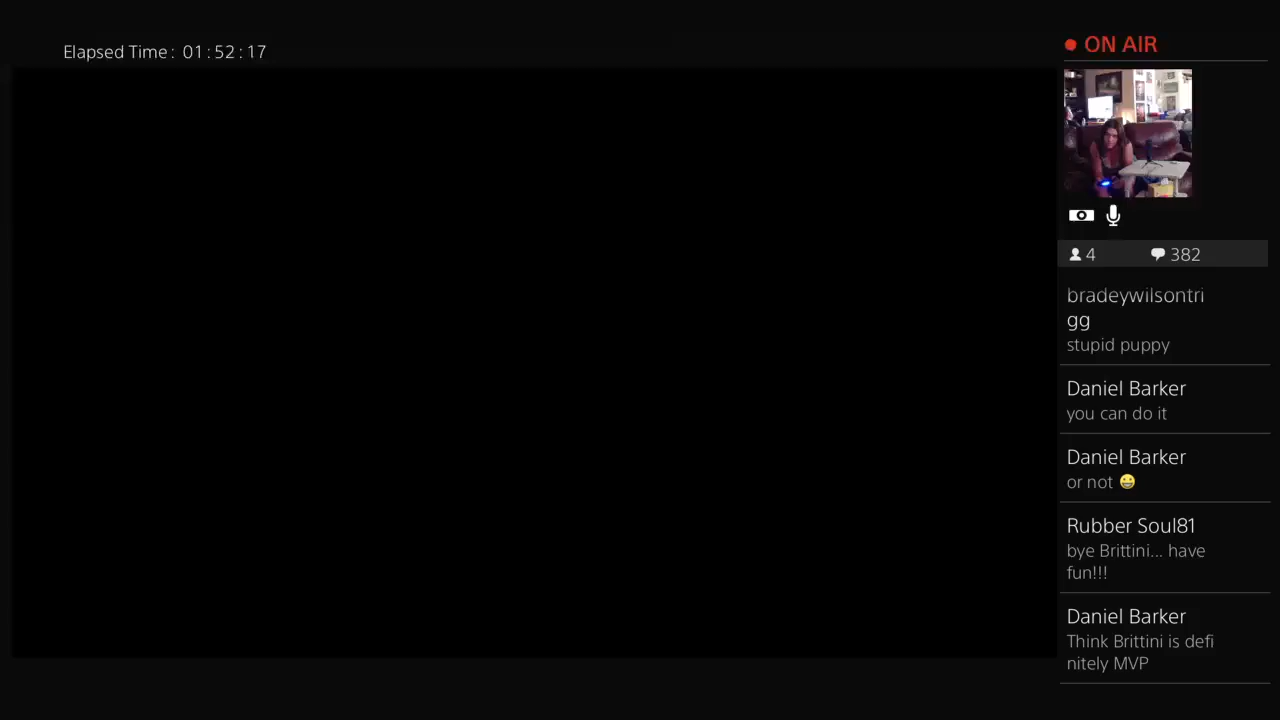 Elapsed Time: 01:52:17
ON AIR
4 382
bradeywilsontri
gg
stupid puppy
Daniel Barker
you can do it
Daniel Barker
or not 😀
Rubber Soul81
bye Brittini... have
fun!!!
Daniel Barker
Think Brittini is defi
nitely MVP